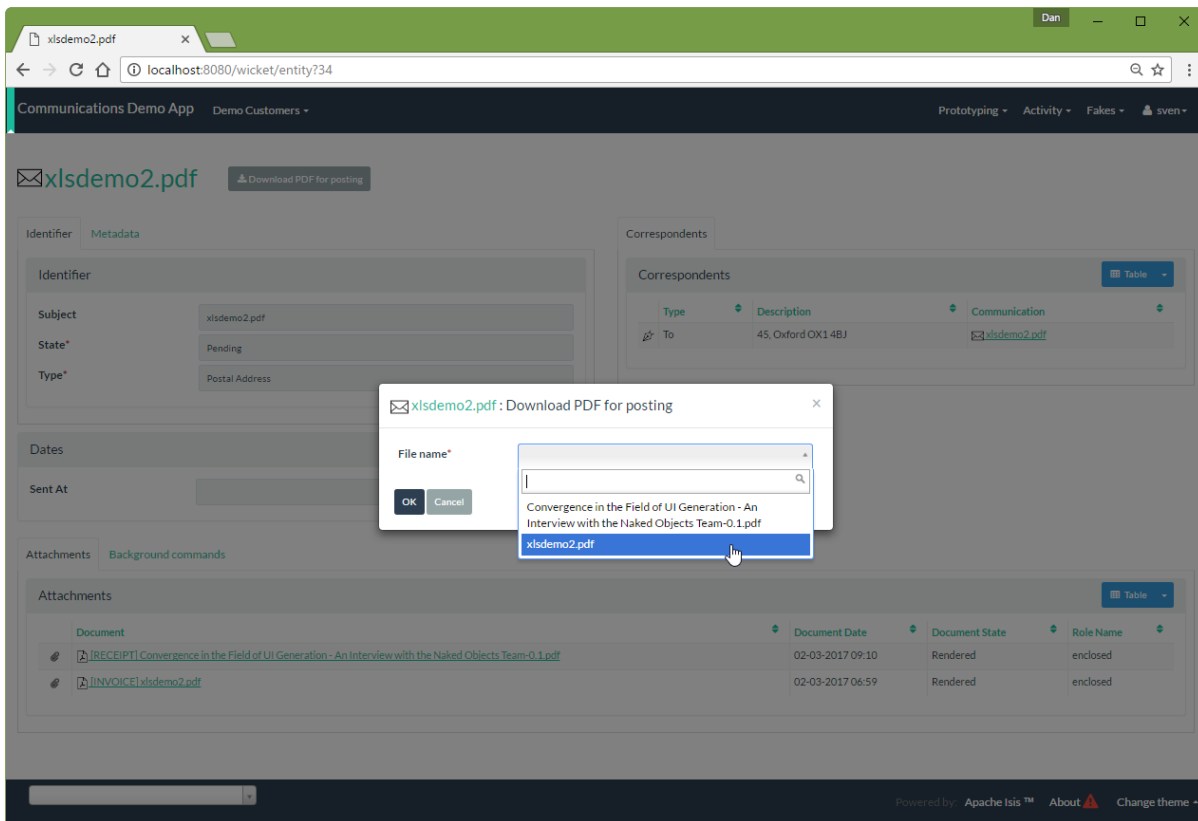 Dan
xlsdemo2.pdf
localhost:8080/wicket/entity?34
Communications Demo App Demo Customers Prototyping Activity Fakes sven
xlsdemo2.pdf Download PDF for posting
Identifier Metadata
Identifier
Subject xlsdemo2.pdf
State* Pending
Type* Postal Address
Correspondents
Correspondents Table
Type Description Communication
To 45, Oxford OX1 4BJ xlsdemo2.pdf
xlsdemo2.pdf : Download PDF for posting ×
File name*
Convergence in the Field of UI Generation - An
Interview with the Naked Objects Team-0.1.pdf
xlsdemo2.pdf
OK Cancel
Dates
Sent At
Attachments Background commands
Attachments Table
Document Document Date Document State Role Name
[RECEIPT] Convergence in the Field of UI Generation - An Interview with the Naked Objects Team-0.1.pdf 02-03-2017 09:10 Rendered enclosed
[INVOICE] xlsdemo2.pdf 02-03-2017 06:59 Rendered enclosed
Powered by: Apache Isis ™ About Change theme